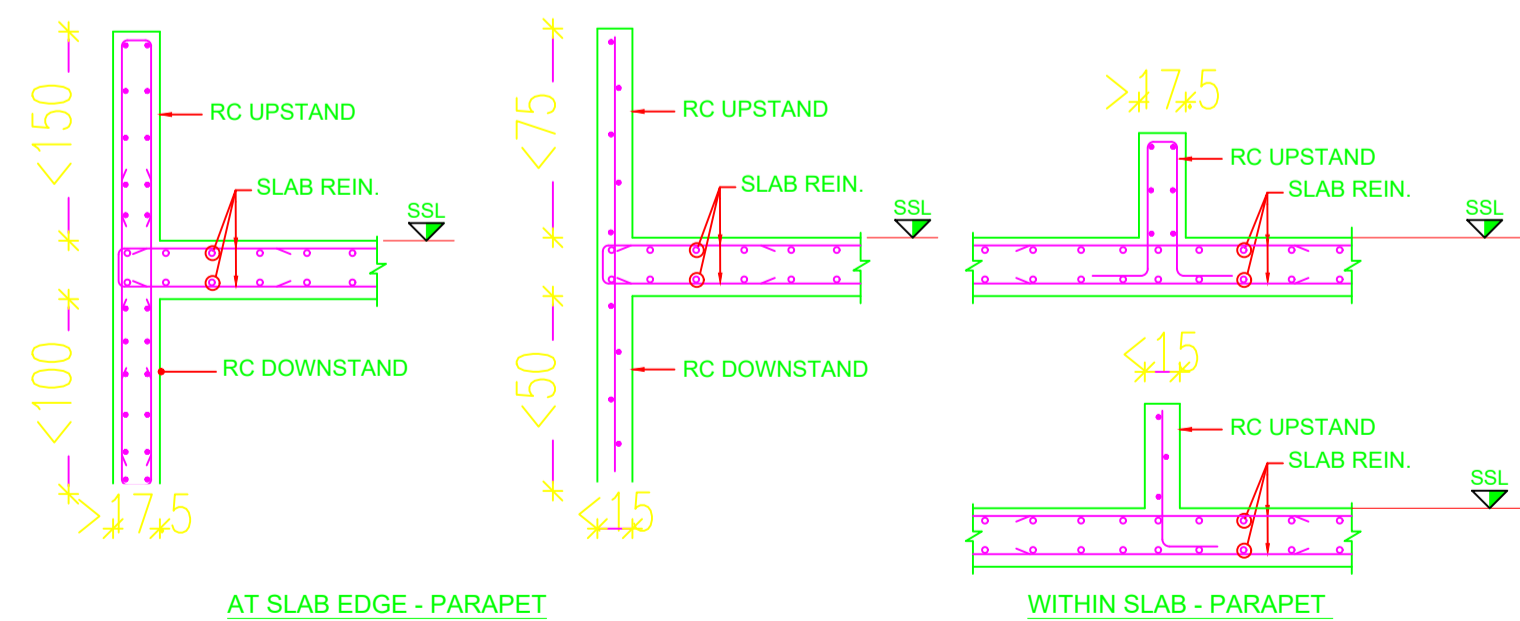 <150
RC UPSTAND
SLAB REIN.
SSL
<100
RC DOWNSTAND
>17.5
<75
RC UPSTAND
SLAB REIN.
SSL
<50
RC DOWNSTAND
<15
AT SLAB EDGE - PARAPET
>17.5
RC UPSTAND
SLAB REIN.
SSL
<15
RC UPSTAND
SLAB REIN.
SSL
WITHIN SLAB - PARAPET